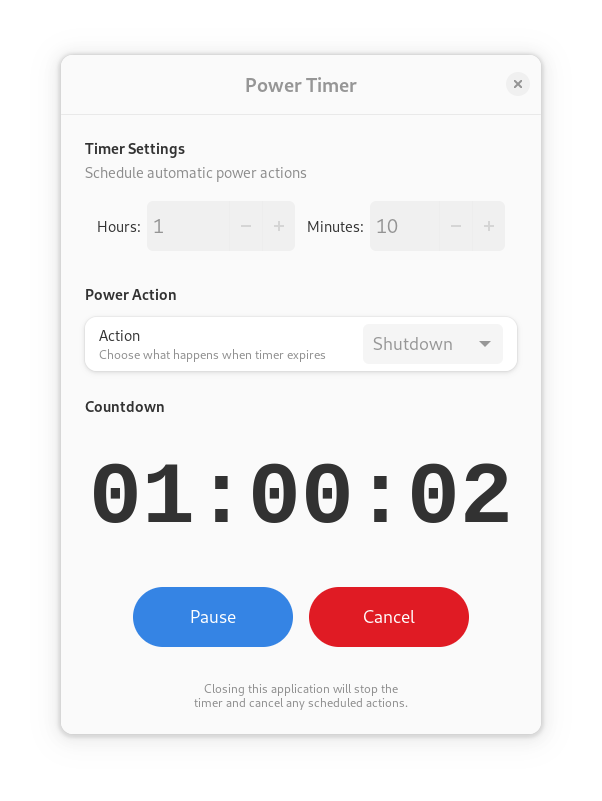 Power Timer
Timer Settings
Schedule automatic power actions
Hours: 1 − + Minutes: 10 − +
Power Action
Action
Choose what happens when timer expires
Shutdown
Countdown
01:00:02
Pause Cancel
Closing this application will stop the
timer and cancel any scheduled actions.